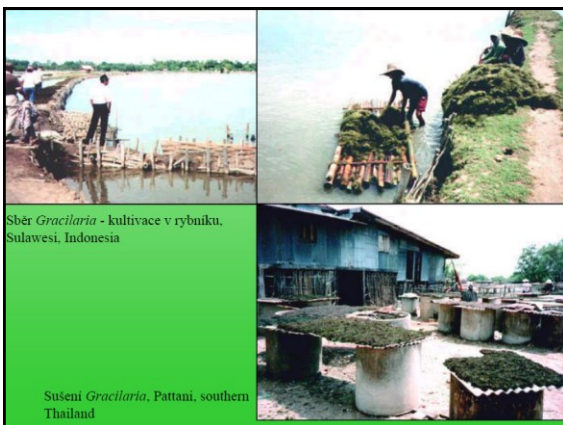 Sběr Gracilaria - kultivace v rybníku,
Sulawesi, Indonesia
Sušení Gracilaria, Pattani, southern
Thailand